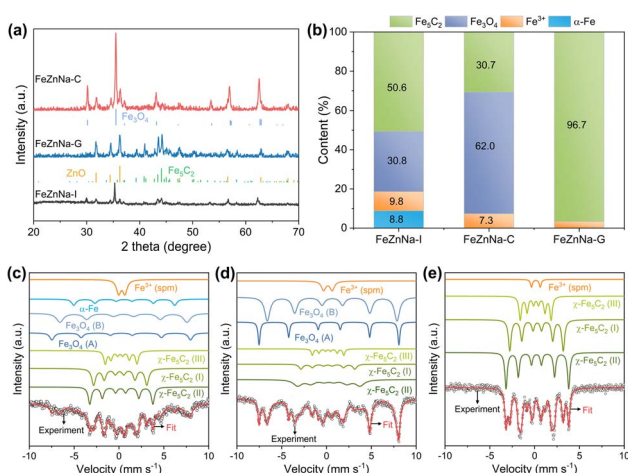 (a)
Intensity (a.u.)
FeZnNa-C
Fe₃O₄
FeZnNa-G
ZnO
Fe₅C₂
FeZnNa-I
20 30 40 50 60 70
2 theta (degree)
(b)
Fe₅C₂ Fe₃O₄ Fe³⁺ α-Fe
Content (%)
100
80
60
40
20
0
50.6
30.8
9.8
8.8
30.7
62.0
7.3
96.7
FeZnNa-I FeZnNa-C FeZnNa-G
(c)
Intensity (a.u.)
Fe³⁺ (spm)
α-Fe
Fe₃O₄ (B)
Fe₃O₄ (A)
χ-Fe₅C₂ (III)
χ-Fe₅C₂ (I)
χ-Fe₅C₂ (II)
Experiment
Fit
-10 -5 0 5 10
Velocity (mm s⁻¹)
(d)
Intensity (a.u.)
Fe³⁺ (spm)
Fe₃O₄ (B)
Fe₃O₄ (A)
χ-Fe₅C₂ (III)
χ-Fe₅C₂ (I)
χ-Fe₅C₂ (II)
Experiment
Fit
-10 -5 0 5 10
Velocity (mm s⁻¹)
(e)
Intensity (a.u.)
Fe³⁺ (spm)
χ-Fe₅C₂ (III)
χ-Fe₅C₂ (I)
χ-Fe₅C₂ (II)
Experiment
Fit
-10 -5 0 5 10
Velocity (mm s⁻¹)